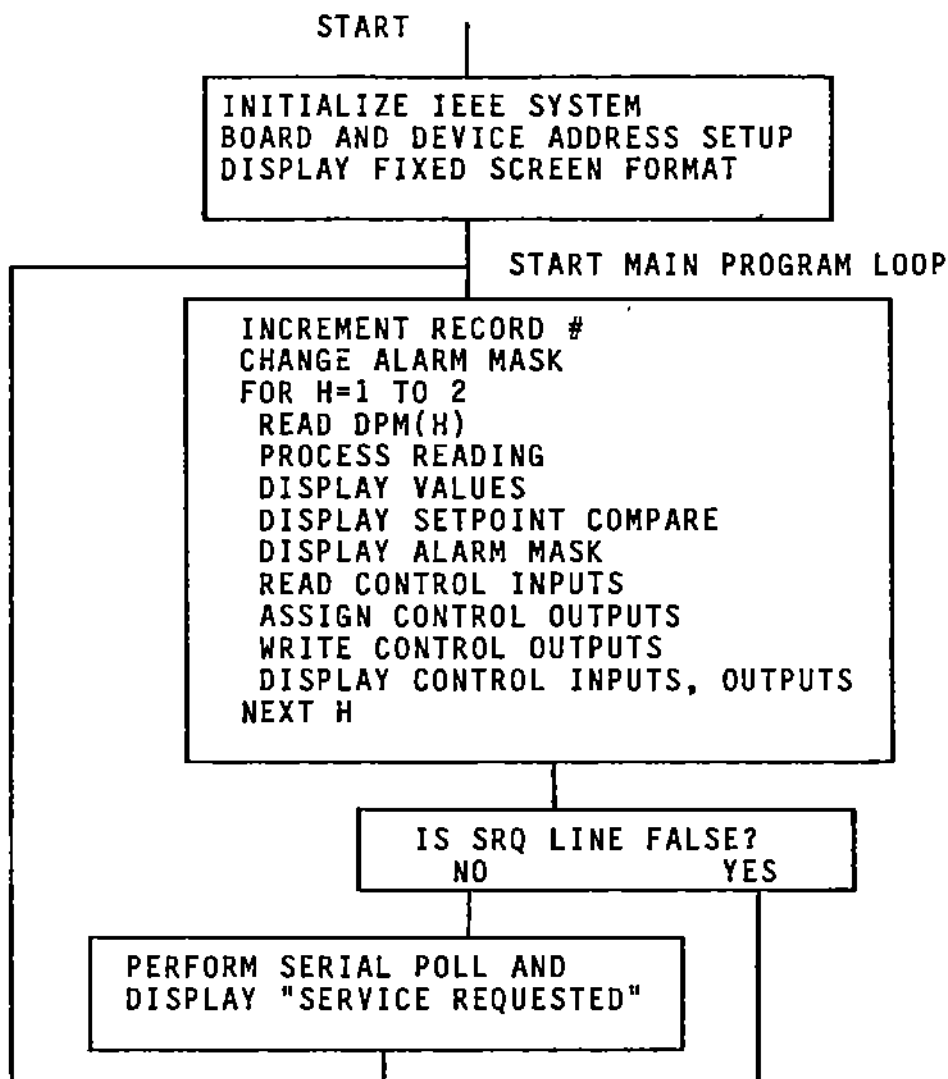 START
INITIALIZE IEEE SYSTEM
BOARD AND DEVICE ADDRESS SETUP
DISPLAY FIXED SCREEN FORMAT
START MAIN PROGRAM LOOP
INCREMENT RECORD #
CHANGE ALARM MASK
FOR H=1 TO 2
READ DPM(H)
PROCESS READING
DISPLAY VALUES
DISPLAY SETPOINT COMPARE
DISPLAY ALARM MASK
READ CONTROL INPUTS
ASSIGN CONTROL OUTPUTS
WRITE CONTROL OUTPUTS
DISPLAY CONTROL INPUTS, OUTPUTS
NEXT H
IS SRQ LINE FALSE?
NO YES
PERFORM SERIAL POLL AND
DISPLAY "SERVICE REQUESTED"